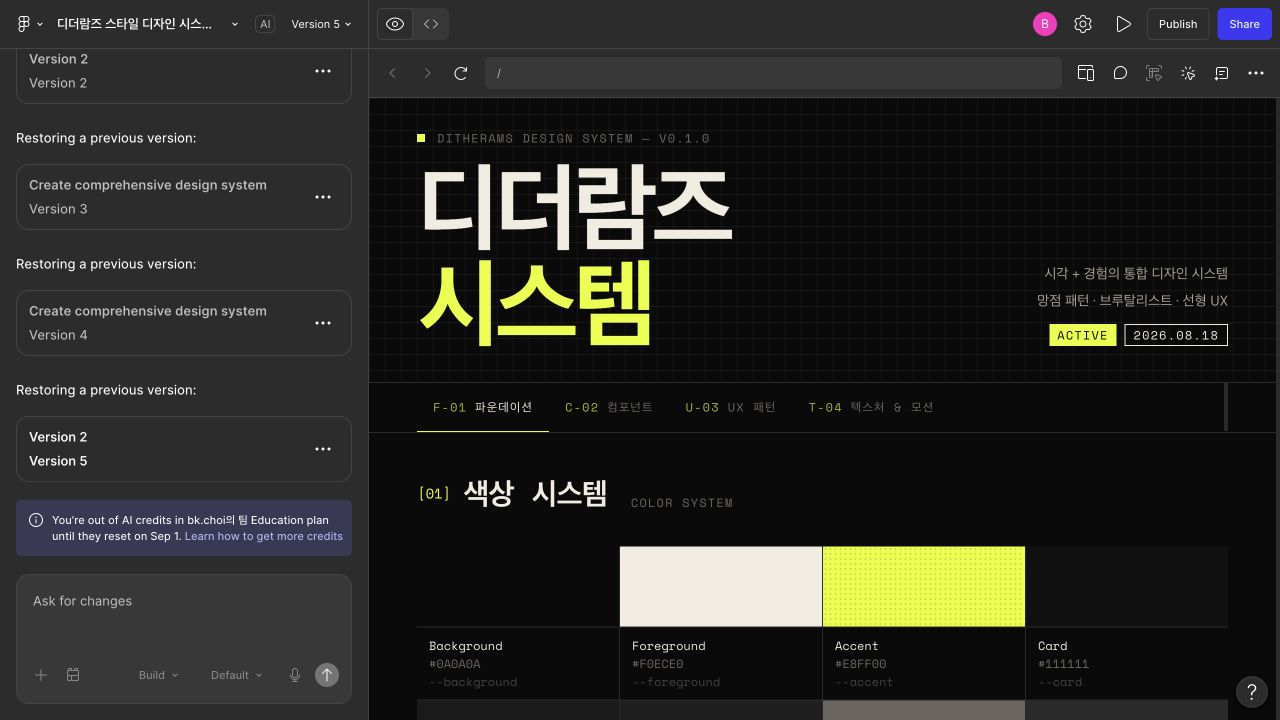 디더람즈 스타일 디자인 시스...
AI
Version 5
B
Publish
Share
/
Version 2
Version 2
Restoring a previous version:
Create comprehensive design system
Version 3
Restoring a previous version:
Create comprehensive design system
Version 4
Restoring a previous version:
Version 2
Version 5
You're out of AI credits in bk.choi의 팀 Education plan
until they reset on Sep 1. Learn how to get more credits
Ask for changes
Build
Default
DITHERAMS DESIGN SYSTEM — V0.1.0
디더람즈
시스템
시각 + 경험의 통합 디자인 시스템
망점 패턴 · 브루탈리스트 · 선형 UX
ACTIVE
2026.08.18
F-01 파운데이션
C-02 컴포넌트
U-03 UX 패턴
T-04 텍스처 & 모션
[01] 색상 시스템 COLOR SYSTEM
Background
#0A0A0A
--background
Foreground
#F0ECE0
--foreground
Accent
#E8FF00
--accent
Card
#111111
--card
?